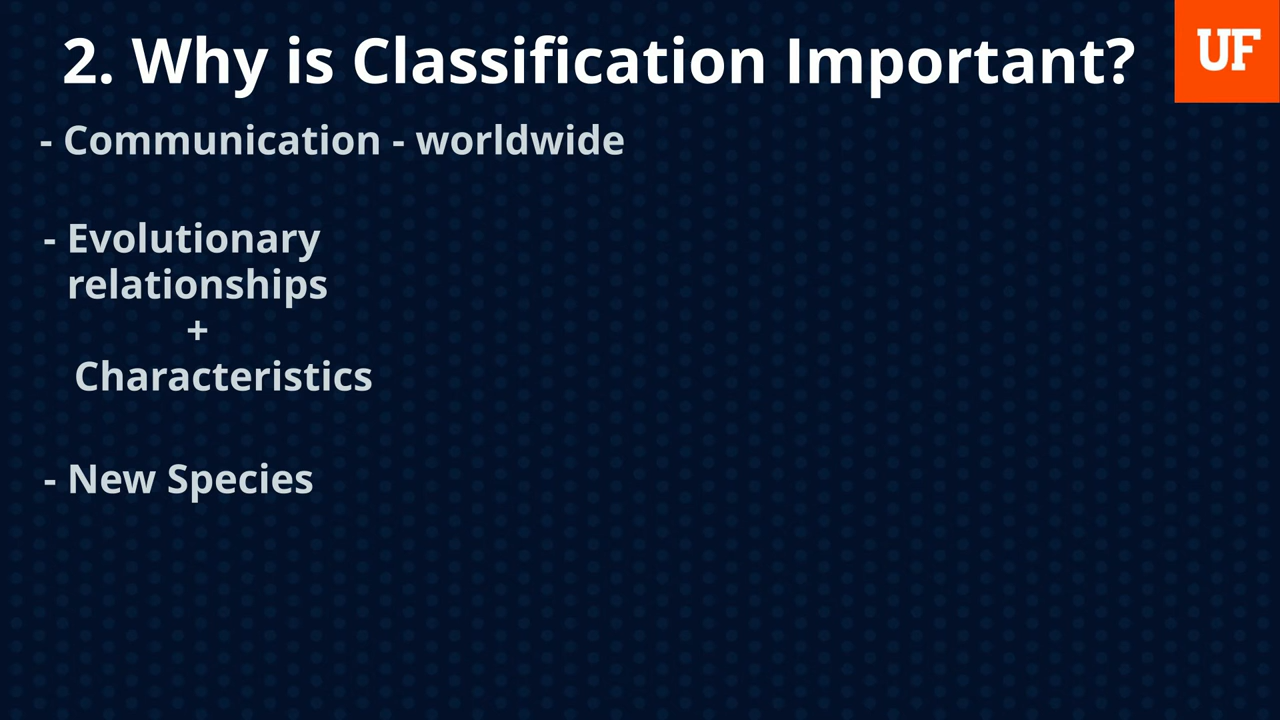 2. Why is Classification Important?
UF
- Communication - worldwide
- Evolutionary
relationships
+
Characteristics
- New Species